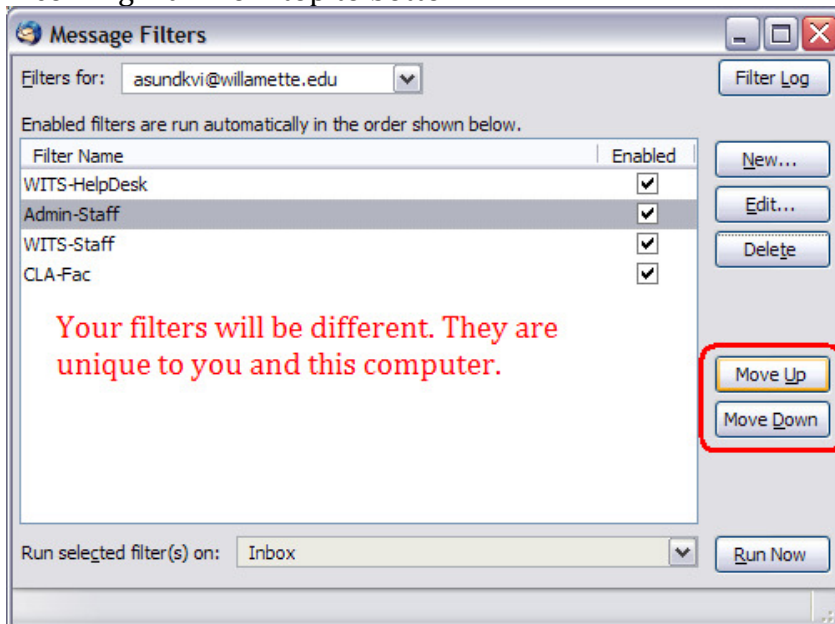 Message Filters
Filters for: asundkvi@willamette.edu
Filter Log
Enabled filters are run automatically in the order shown below.
Filter Name Enabled
New...
WITS-HelpDesk
Admin-Staff
Edit...
WITS-Staff
Delete
CLA-Fac
Your filters will be different. They are
unique to you and this computer.
Move Up
Move Down
Run selected filter(s) on: Inbox
Run Now